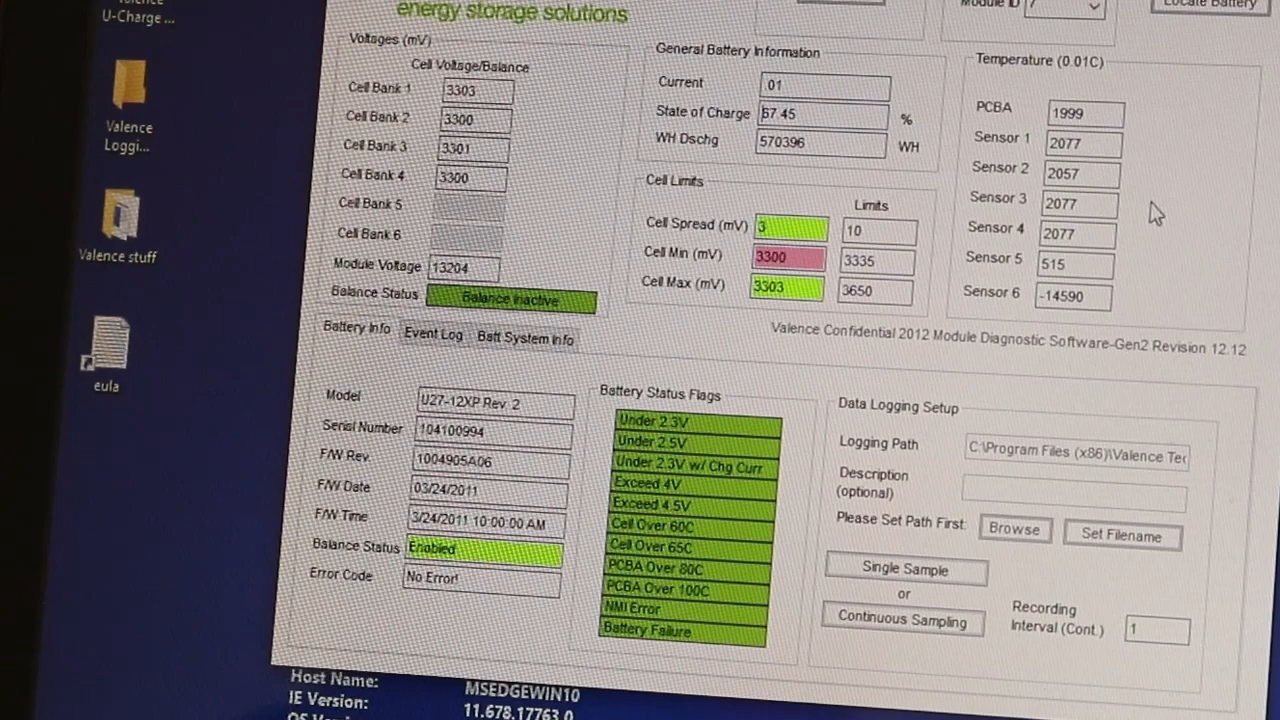 U-Charge ...
Valence
Loggi...
Valence stuff
eula
energy storage solutions
Module ID 7
Locate Battery
Voltages (mV)
Cell Voltage/Balance
Cell Bank 1 3303
Cell Bank 2 3300
Cell Bank 3 3301
Cell Bank 4 3300
Cell Bank 5
Cell Bank 6
Module Voltage 13204
Balance Status Balance Inactive
General Battery Information
Current .01
State of Charge 67.45 %
WH Dschg 570396 WH
Cell Limits
Limits
Cell Spread (mV) 3 10
Cell Min (mV) 3300 3335
Cell Max (mV) 3303 3650
Temperature (0.01C)
PCBA 1999
Sensor 1 2077
Sensor 2 2057
Sensor 3 2077
Sensor 4 2077
Sensor 5 515
Sensor 6 -14590
Valence Confidential 2012 Module Diagnostic Software-Gen2 Revision 12.12
Battery Info Event Log Batt System Info
Model U27-12XP Rev. 2
Serial Number 104100994
F/W Rev. 1004905A06
F/W Date 03/24/2011
F/W Time 3/24/2011 10:00:00 AM
Balance Status Enabled
Error Code No Error!
Battery Status Flags
Under 2.3V
Under 2.5V
Under 2.3V w/ Chg Curr
Exceed 4V
Exceed 4.5V
Cell Over 60C
Cell Over 65C
PCBA Over 80C
PCBA Over 100C
NMI Error
Battery Failure
Data Logging Setup
Logging Path C:\Program Files (x86)\Valence Tec
Description
(optional)
Please Set Path First: Browse Set Filename
Single Sample
or
Continuous Sampling
Recording
Interval (Cont.) 1
Host Name: MSEDGEWIN10
IE Version: 11.678.17763.0